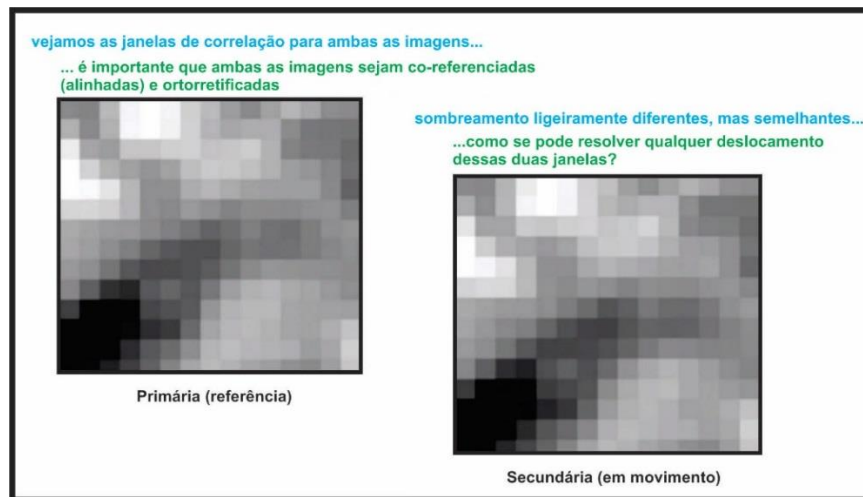 vejamos as janelas de correlação para ambas as imagens...
... é importante que ambas as imagens sejam co-referenciadas
(alinhadas) e ortorretificadas
sombreamento ligeiramente diferentes, mas semelhantes...
...como se pode resolver qualquer deslocamento
dessas duas janelas?
Primária (referência)
Secundária (em movimento)